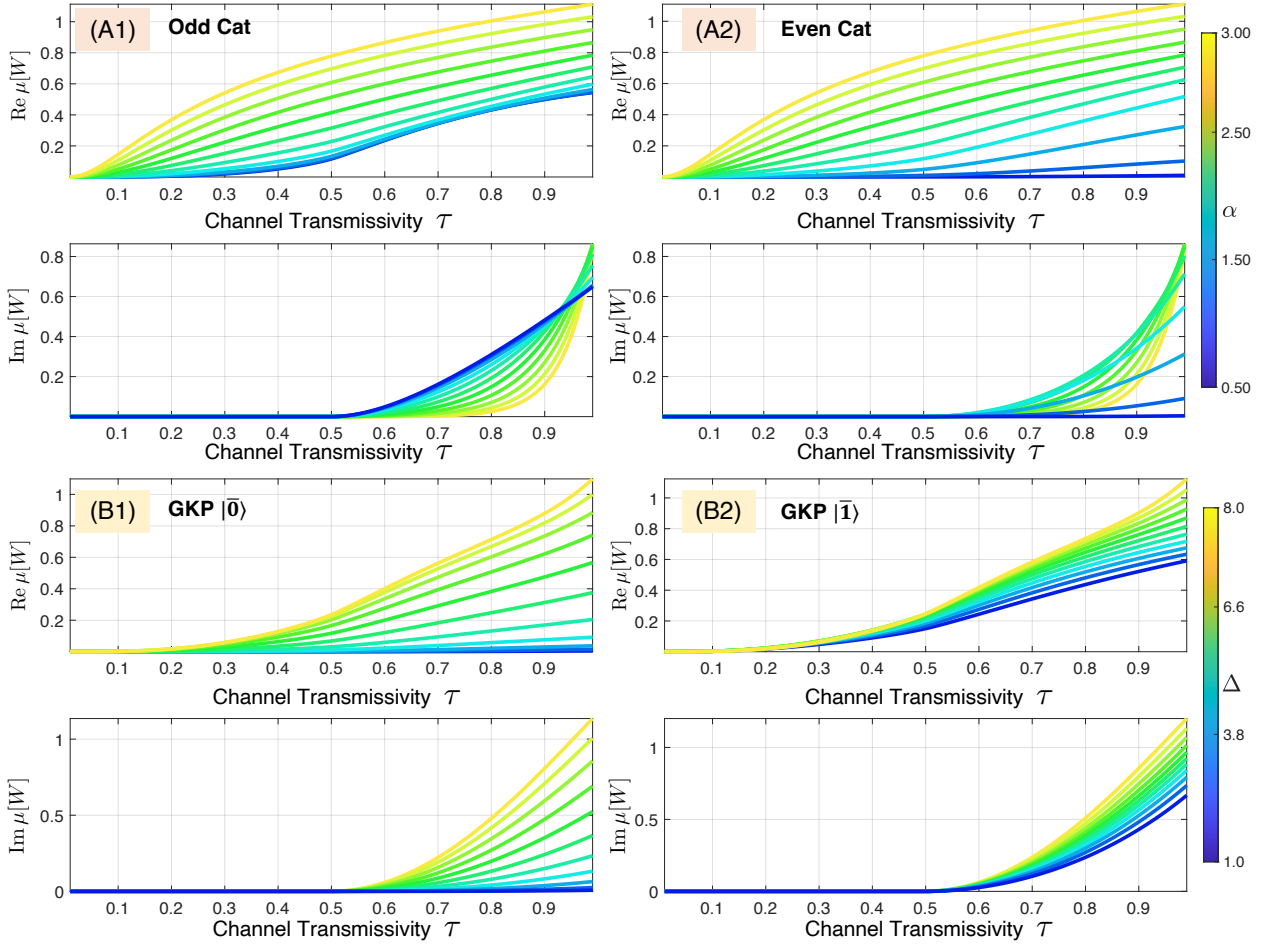 (A1) Odd Cat
Re μ[W]
1
0.8
0.6
0.4
0.2
0.1 0.2 0.3 0.4 0.5 0.6 0.7 0.8 0.9
Channel Transmissivity τ
(A2) Even Cat
Re μ[W]
1
0.8
0.6
0.4
0.2
0.1 0.2 0.3 0.4 0.5 0.6 0.7 0.8 0.9
Channel Transmissivity τ
3.00
2.50
α
1.50
0.50
Im μ[W]
0.8
0.6
0.4
0.2
0.1 0.2 0.3 0.4 0.5 0.6 0.7 0.8 0.9
Channel Transmissivity τ
Im μ[W]
0.8
0.6
0.4
0.2
0.1 0.2 0.3 0.4 0.5 0.6 0.7 0.8 0.9
Channel Transmissivity τ
(B1) GKP |0̅⟩
Re μ[W]
1
0.8
0.6
0.4
0.2
0.1 0.2 0.3 0.4 0.5 0.6 0.7 0.8 0.9
Channel Transmissivity τ
(B2) GKP |1̅⟩
Re μ[W]
1
0.8
0.6
0.4
0.2
0.1 0.2 0.3 0.4 0.5 0.6 0.7 0.8 0.9
Channel Transmissivity τ
8.0
6.6
Δ
3.8
1.0
Im μ[W]
1
0.5
0
0.1 0.2 0.3 0.4 0.5 0.6 0.7 0.8 0.9
Channel Transmissivity τ
Im μ[W]
1
0.5
0
0.1 0.2 0.3 0.4 0.5 0.6 0.7 0.8 0.9
Channel Transmissivity τ